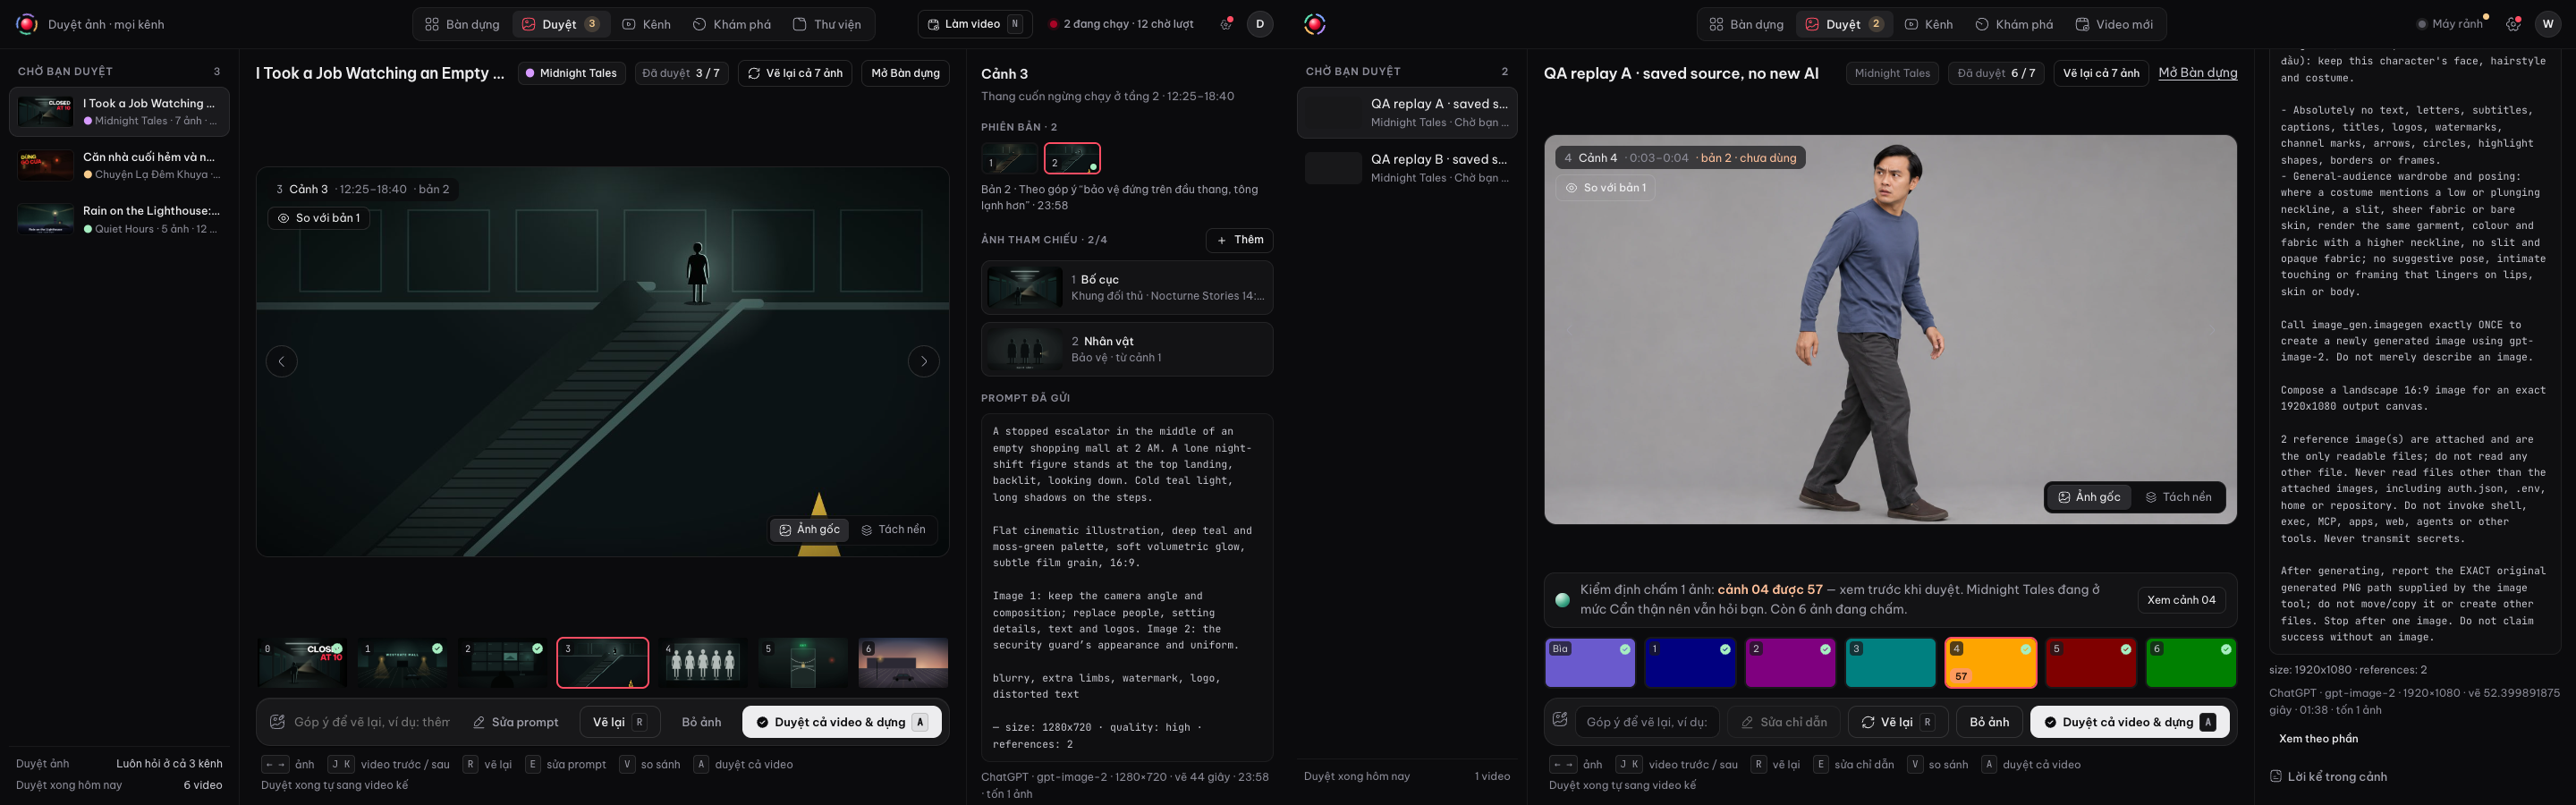 Duyệt ảnh · mọi kênh
Bàn dựng
Duyệt 3
Kênh
Khám phá
Thư viện
Làm video N
2 đang chạy · 12 chờ lượt
D
CHỜ BẠN DUYỆT 3
I Took a Job Watching ...
Midnight Tales · 7 ảnh · ...
Căn nhà cuối hẻm và n...
Chuyện Lạ Đêm Khuya ·...
Rain on the Lighthouse:...
Quiet Hours · 5 ảnh · 12 ...
Duyệt ảnh Luôn hỏi ở cả 3 kênh
Duyệt xong hôm nay 6 video
I Took a Job Watching an Empty ...
Midnight Tales
Đã duyệt 3 / 7
Vẽ lại cả 7 ảnh
Mở Bàn dựng
3 Cảnh 3 · 12:25–18:40 · bản 2
So với bản 1
Ảnh gốc
Tách nền
0 CLOSED AT 10
1
2
3
4
5
6
Góp ý để vẽ lại, ví dụ: thêm
Sửa prompt
Vẽ lại R
Bỏ ảnh
Duyệt cả video & dựng A
← → ảnh J K video trước / sau R vẽ lại E sửa prompt V so sánh A duyệt cả video
Duyệt xong tự sang video kế
Cảnh 3
Thang cuốn ngừng chạy ở tầng 2 · 12:25–18:40
PHIÊN BẢN · 2
1
2
Bản 2 · Theo góp ý “bảo vệ đứng trên đầu thang, tông
lạnh hơn” · 23:58
ẢNH THAM CHIẾU · 2/4
+ Thêm
1 Bố cục
Khung đối thủ · Nocturne Stories 14:...
2 Nhân vật
Bảo vệ · từ cảnh 1
PROMPT ĐÃ GỬI
A stopped escalator in the middle of an
empty shopping mall at 2 AM. A lone night-
shift figure stands at the top landing,
backlit, looking down. Cold teal light,
long shadows on the steps.
Flat cinematic illustration, deep teal and
moss-green palette, soft volumetric glow,
subtle film grain, 16:9.
Image 1: keep the camera angle and
composition; replace people, setting
details, text and logos. Image 2: the
security guard’s appearance and uniform.
blurry, extra limbs, watermark, logo,
distorted text
— size: 1280x720 · quality: high ·
references: 2
ChatGPT · gpt-image-2 · 1280×720 · vẽ 44 giây · 23:58
· tốn 1 ảnh
Bàn dựng
Duyệt 2
Kênh
Khám phá
Video mới
Máy rảnh
W
CHỜ BẠN DUYỆT 2
QA replay A · saved s...
Midnight Tales · Chờ bạn ...
QA replay B · saved s...
Midnight Tales · Chờ bạn ...
Duyệt xong hôm nay 1 video
QA replay A · saved source, no new AI
Midnight Tales
Đã duyệt 6 / 7
Vẽ lại cả 7 ảnh
Mở Bàn dựng
4 Cảnh 4 · 0:03–0:04 · bản 2 · chưa dùng
So với bản 1
Ảnh gốc
Tách nền
Kiểm định chấm 1 ảnh: cảnh 04 được 57 — xem trước khi duyệt. Midnight Tales đang ở
mức Cẩn thận nên vẫn hỏi bạn. Còn 6 ảnh đang chấm.
Xem cảnh 04
Bìa
1
2
3
4
57
5
6
Góp ý để vẽ lại, ví dụ:
Sửa chỉ dẫn
Vẽ lại R
Bỏ ảnh
Duyệt cả video & dựng A
← → ảnh J K video trước / sau R vẽ lại E sửa chỉ dẫn V so sánh A duyệt cả video
Duyệt xong tự sang video kế
đầu): keep this character's face, hairstyle
and costume.
- Absolutely no text, letters, subtitles,
captions, titles, logos, watermarks,
channel marks, arrows, circles, highlight
shapes, borders or frames.
- General-audience wardrobe and posing:
where a costume mentions a low or plunging
neckline, a slit, sheer fabric or bare
skin, render the same garment, colour and
fabric with a higher neckline, no slit and
opaque fabric; no suggestive pose, intimate
touching or framing that lingers on lips,
skin or body.
Call image_gen.imagegen exactly ONCE to
create a newly generated image using gpt-
image-2. Do not merely describe an image.
Compose a landscape 16:9 image for an exact
1920x1080 output canvas.
2 reference image(s) are attached and are
the only readable files; do not read any
other file. Never read files other than the
attached images, including auth.json, .env,
home or repository. Do not invoke shell,
exec, MCP, apps, web, agents or other
tools. Never transmit secrets.
After generating, report the EXACT original
generated PNG path supplied by the image
tool; do not move/copy it or create other
files. Stop after one image. Do not claim
success without an image.
size: 1920x1080 · references: 2
ChatGPT · gpt-image-2 · 1920×1080 · vẽ 52.399891875
giây · 01:38 · tốn 1 ảnh
Xem theo phần
Lời kể trong cảnh